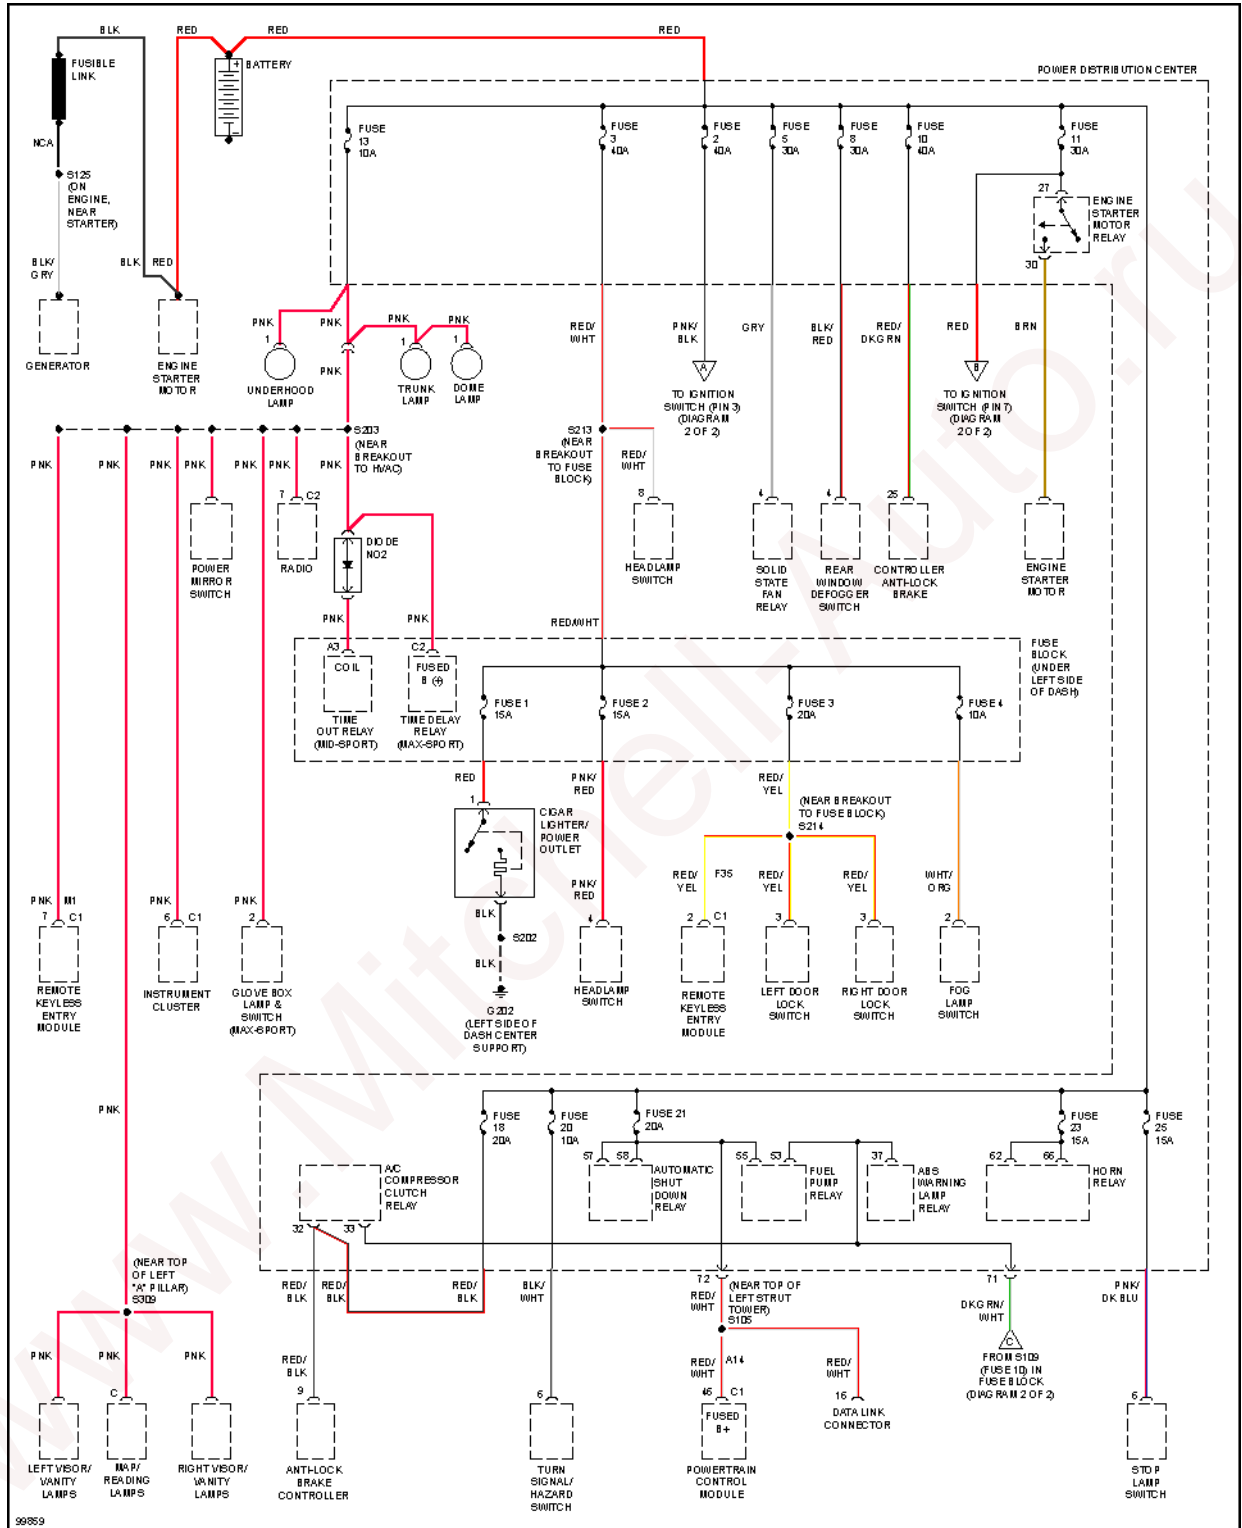 BLK
RED
RED
RED
FUSIBLE
LINK
+
BATTERY
-
POWER DISTRIBUTION CENTER
NCA
S125
(ON
ENGINE,
NEAR
STARTER)
FUSE
13
10A
FUSE
3
40A
FUSE
2
40A
FUSE
5
30A
FUSE
8
30A
FUSE
10
40A
FUSE
11
30A
27
ENGINE
STARTER
MOTOR
RELAY
30
BLK/
GRY
BLK
RED
GENERATOR
ENGINE
STARTER
MOTOR
PNK
1
PNK
PNK
PNK
1
1
PNK
UNDERHOOD
LAMP
TRUNK
LAMP
DOME
LAMP
RED/
WHT
PNK/
BLK
GRY
BLK/
RED
RED/
DKGRN
RED
BRN
A
TO IGNITION
SWITCH (PIN 3)
(DIAGRAM
2 OF 2)
B
TO IGNITION
SWITCH (PIN 7)
(DIAGRAM
2 OF 2)
S203
(NEAR
BREAKOUT
TO HVAC)
S213
(NEAR
BREAKOUT
TO FUSE
BLOCK)
RED/
WHT
PNK
PNK
PNK
PNK
PNK
PNK
PNK
7
C2
8
4
4
25
POWER
MIRROR
SWITCH
RADIO
DIODE
NO2
HEADLAMP
SWITCH
SOLID
STATE
FAN
RELAY
REAR
WINDOW
DEFOGGER
SWITCH
CONTROLLER
ANTI-LOCK
BRAKE
ENGINE
STARTER
MOTOR
PNK
PNK
RED/WHT
A3
COIL
C2
FUSED
B (+)
TIME
OUT RELAY
(MID-SPORT)
TIME DELAY
RELAY
(MAX-SPORT)
FUSE 1
15A
FUSE 2
15A
FUSE 3
20A
FUSE 4
10A
FUSE
BLOCK
(UNDER
LEFT SIDE
OF DASH)
RED
PNK/
RED
RED/
YEL
1
CIGAR
LIGHTER/
POWER
OUTLET
(NEAR BREAKOUT
TO FUSE BLOCK)
S214
PNK/
RED
RED/
YEL
F35
RED/
YEL
RED/
YEL
WHT/
ORG
PNK
M1
7
C1
6
C1
PNK
2
BLK
S202
BLK
G202
(LEFT SIDE OF
DASH CENTER
SUPPORT)
4
2
C1
3
3
2
REMOTE
KEYLESS
ENTRY
MODULE
INSTRUMENT
CLUSTER
GLOVE BOX
LAMP &
SWITCH
(MAX-SPORT)
HEADLAMP
SWITCH
REMOTE
KEYLESS
ENTRY
MODULE
LEFT DOOR
LOCK
SWITCH
RIGHT DOOR
LOCK
SWITCH
FOG
LAMP
SWITCH
PNK
FUSE
18
20A
FUSE
20
10A
FUSE 21
20A
FUSE
23
15A
FUSE
25
15A
A/C
COMPRESSOR
CLUTCH
RELAY
32
33
57
58
AUTOMATIC
SHUT
DOWN
RELAY
55
53
FUEL
PUMP
RELAY
37
ABS
WARNING
LAMP
RELAY
62
66
HORN
RELAY
(NEAR TOP
OF LEFT
"A" PILLAR)
S309
RED/
BLK
RED/
BLK
RED/
BLK
BLK/
WHT
72
RED/
WHT
(NEAR TOP OF
LEFT STRUT
TOWER)
S105
71
DKGRN/
WHT
PNK/
DKBLU
C
FROM S109
(FUSE 10) IN
FUSE BLOCK
(DIAGRAM 2 OF 2)
PNK
PNK
PNK
C
RED/
BLK
9
6
RED/
WHT
A14
46
C1
FUSED
B+
RED/
WHT
16
DATA LINK
CONNECTOR
6
LEFT VISOR/
VANITY
LAMPS
MAP/
READING
LAMPS
RIGHT VISOR/
VANITY
LAMPS
ANTI-LOCK
BRAKE
CONTROLLER
TURN
SIGNAL/
HAZARD
SWITCH
POWERTRAIN
CONTROL
MODULE
STOP
LAMP
SWITCH
99859
www.Mitchell-Auto.ru